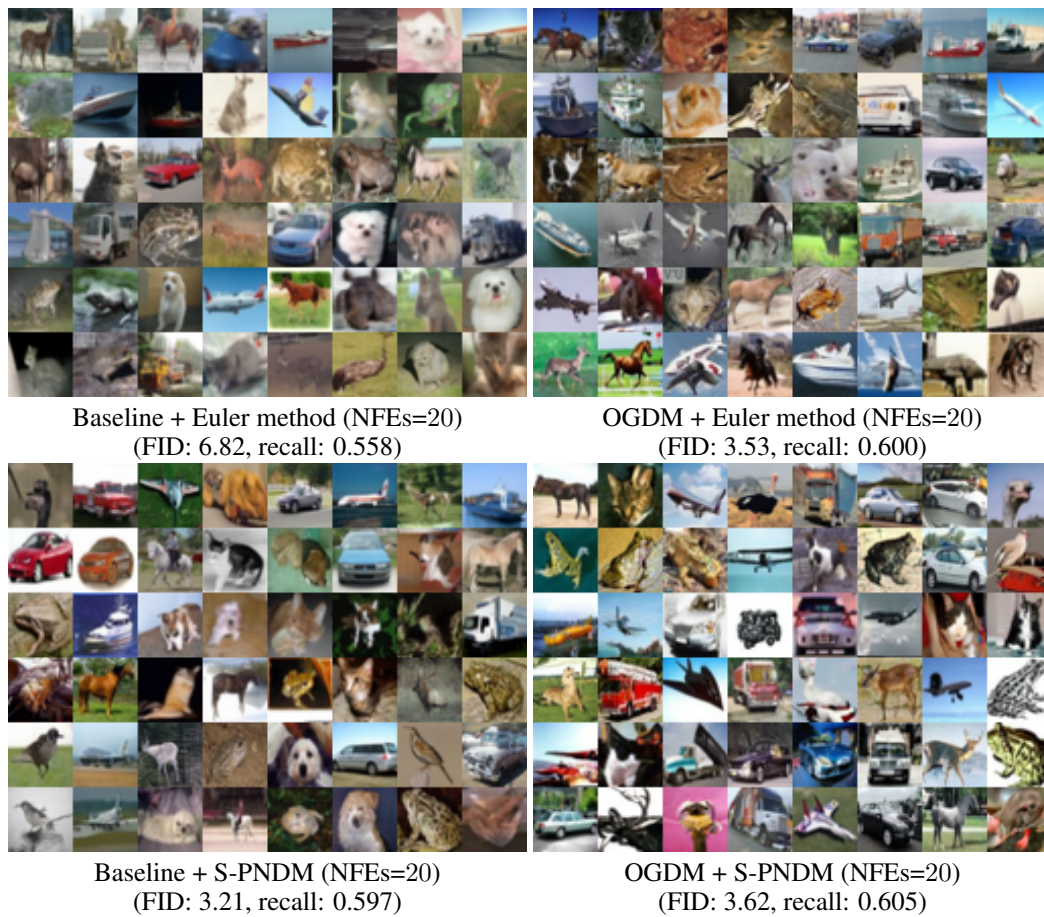 Baseline + Euler method (NFEs=20)
(FID: 6.82, recall: 0.558)
OGDM + Euler method (NFEs=20)
(FID: 3.53, recall: 0.600)
Baseline + S-PNDM (NFEs=20)
(FID: 3.21, recall: 0.597)
OGDM + S-PNDM (NFEs=20)
(FID: 3.62, recall: 0.605)